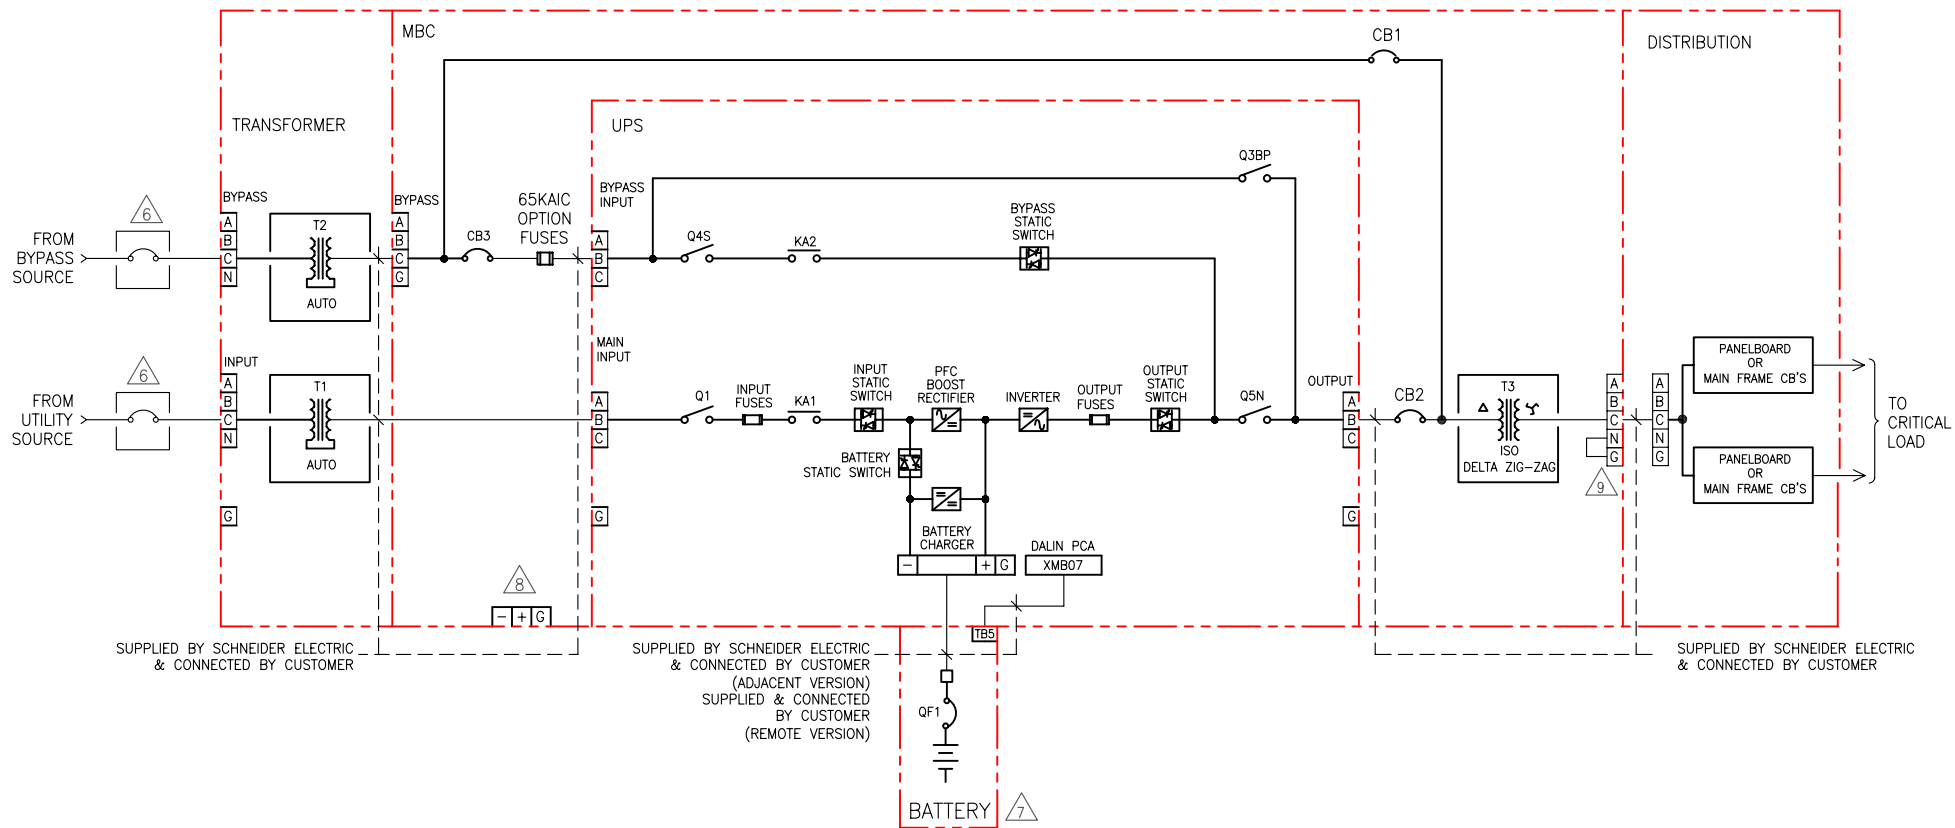 MBC
CB1
DISTRIBUTION
TRANSFORMER
UPS
Q3BP
BYPASS
BYPASS
65KAIC
OPTION
FUSES
BYPASS
INPUT
BYPASS
STATIC
SWITCH
6
T2
A
B
C
N
AUTO
A
B
C
G
CB3
A
B
C
Q4S
KA2
FROM
BYPASS
SOURCE
MAIN
INPUT
6
INPUT
A
B
C
N
T1
AUTO
FROM
UTILITY
SOURCE
A
B
C
Q1
INPUT
FUSES
KA1
INPUT
STATIC
SWITCH
PFC
BOOST
RECTIFIER
INVERTER
OUTPUT
FUSES
OUTPUT
STATIC
SWITCH
Q5N
OUTPUT
A
B
C
CB2
T3
ISO
DELTA ZIG-ZAG
A
B
C
N
G
9
A
B
C
N
G
PANELBOARD
OR
MAIN FRAME CB'S
PANELBOARD
OR
MAIN FRAME CB'S
TO
CRITICAL
LOAD
BATTERY
STATIC SWITCH
G
G
G
BATTERY
CHARGER
− + G
DALIN PCA
XMB07
8
− + G
TB5
SUPPLIED BY SCHNEIDER ELECTRIC
& CONNECTED BY CUSTOMER
SUPPLIED BY SCHNEIDER ELECTRIC
& CONNECTED BY CUSTOMER
(ADJACENT VERSION)
SUPPLIED & CONNECTED
BY CUSTOMER
(REMOTE VERSION)
SUPPLIED BY SCHNEIDER ELECTRIC
& CONNECTED BY CUSTOMER
QF1
BATTERY
7